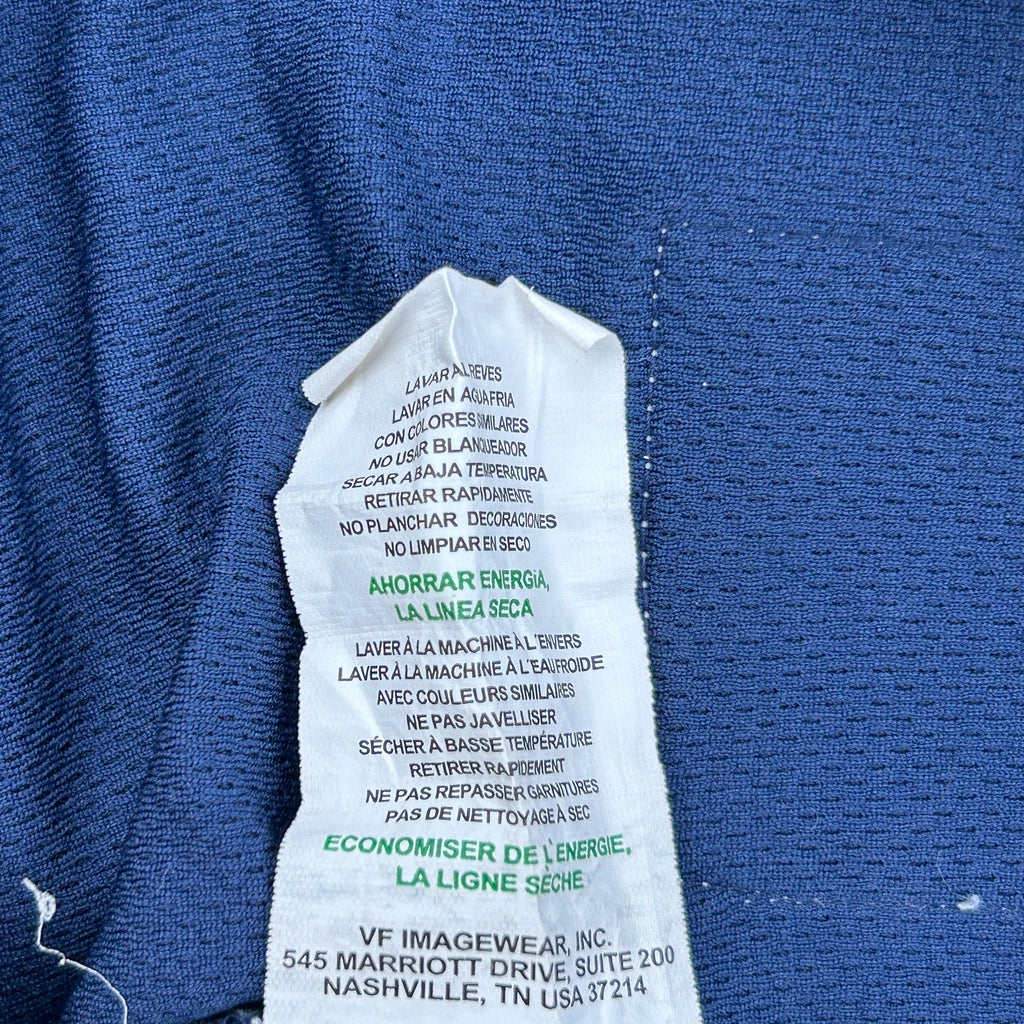 LAVAR AL REVES
LAVAR EN AGUA FRIA
CON COLORES SIMILARES
NO USAR BLANQUEADOR
SECAR A BAJA TEMPERATURA
RETIRAR RAPIDAMENTE
NO PLANCHAR DECORACIONES
NO LIMPIAR EN SECO
AHORRAR ENERGÍA,
LA LINEA SECA
LAVER À LA MACHINE À L'ENVERS
LAVER À LA MACHINE À L'EAU FROIDE
AVEC COULEURS SIMILAIRES
NE PAS JAVELLISER
SÉCHER À BASSE TEMPÉRATURE
RETIRER RAPIDEMENT
NE PAS REPASSER GARNITURES
PAS DE NETTOYAGE À SEC
ECONOMISER DE L'ENERGIE,
LA LIGNE SÉCHE
VF IMAGEWEAR, INC.
545 MARRIOTT DRIVE, SUITE 200
NASHVILLE, TN USA 37214